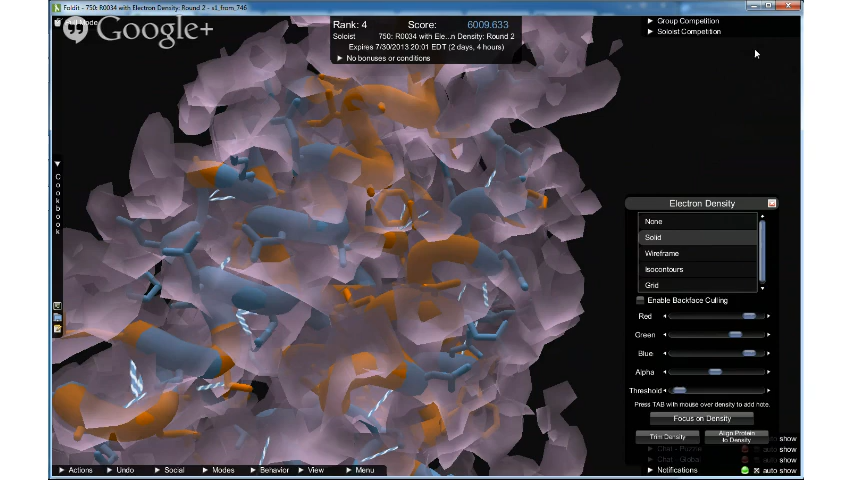 Foldit - 750: R0034 with Electron Density: Round 2 - s1_from_746
Google+
Rank: 4 Score: 6009.633
Soloist 750: R0034 with Ele...n Density: Round 2
Expires 7/30/2013 20:01 EDT (2 days, 4 hours)
No bonuses or conditions
Group Competition
Soloist Competition
Cookbook
Electron Density
None
Solid
Wireframe
Isocontours
Grid
Enable Backface Culling
Red
Green
Blue
Alpha
Threshold
Press TAB with mouse over density to add note.
Focus on Density
Trim Density
Align Protein
to Density
auto show
Chat - Global auto show
Notifications auto show
Actions Undo Social Modes Behavior View Menu